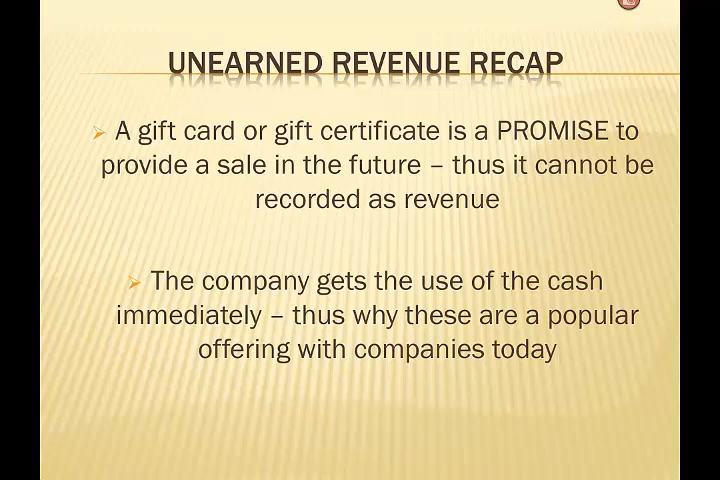 UNEARNED REVENUE RECAP
A gift card or gift certificate is a PROMISE to
provide a sale in the future – thus it cannot be
recorded as revenue
The company gets the use of the cash
immediately – thus why these are a popular
offering with companies today